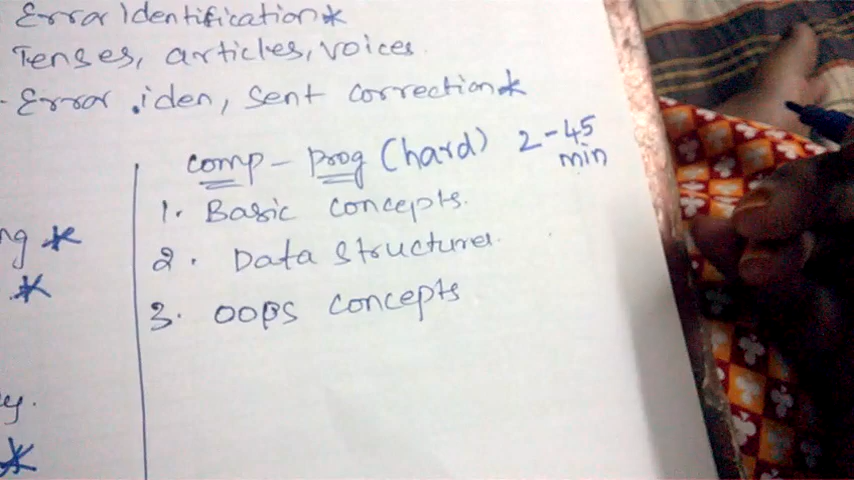 Error Identification*
Tenses, articles, voices.
- Error iden, Sent correction*
comp - prog (hard) 2-45 min
1. Basic concepts.
2. Data structures.
3. OOPS concepts
ng *
*
y.
*